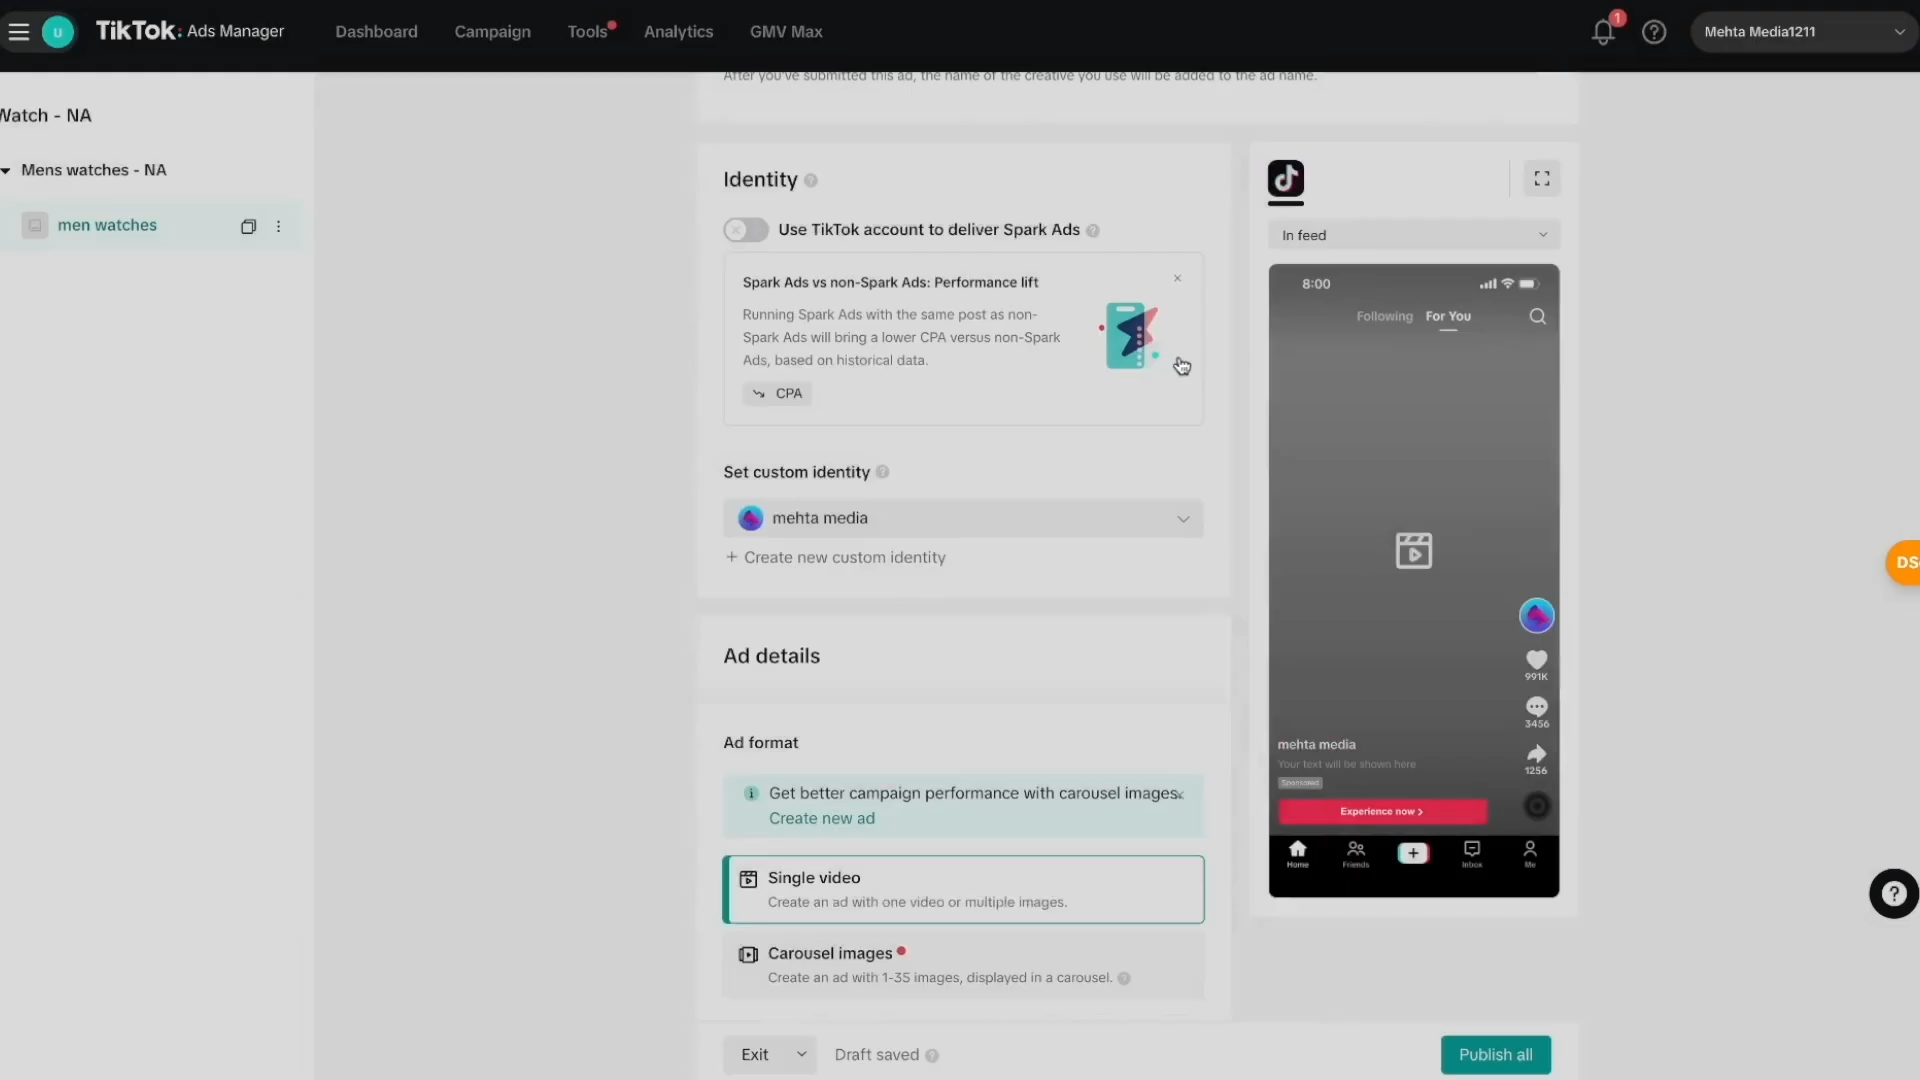 U
TikTok: Ads Manager
Dashboard
Campaign
Tools
Analytics
GMV Max
1
Mehta Media1211
After you've submitted this ad, the name of the creative you use will be added to the ad name.
Watch - NA
Mens watches - NA
men watches
Identity
Use TikTok account to deliver Spark Ads
Spark Ads vs non-Spark Ads: Performance lift
Running Spark Ads with the same post as non-
Spark Ads will bring a lower CPA versus non-Spark
Ads, based on historical data.
CPA
Set custom identity
mehta media
+ Create new custom identity
Ad details
Ad format
Get better campaign performance with carousel images.
Create new ad
Single video
Create an ad with one video or multiple images.
Carousel images
Create an ad with 1-35 images, displayed in a carousel.
Exit
Draft saved
Publish all
In feed
8:00
Following
For You
991K
3456
1256
mehta media
Your text will be shown here
Sponsored
Experience now >
Home
Friends
Inbox
Me
DS